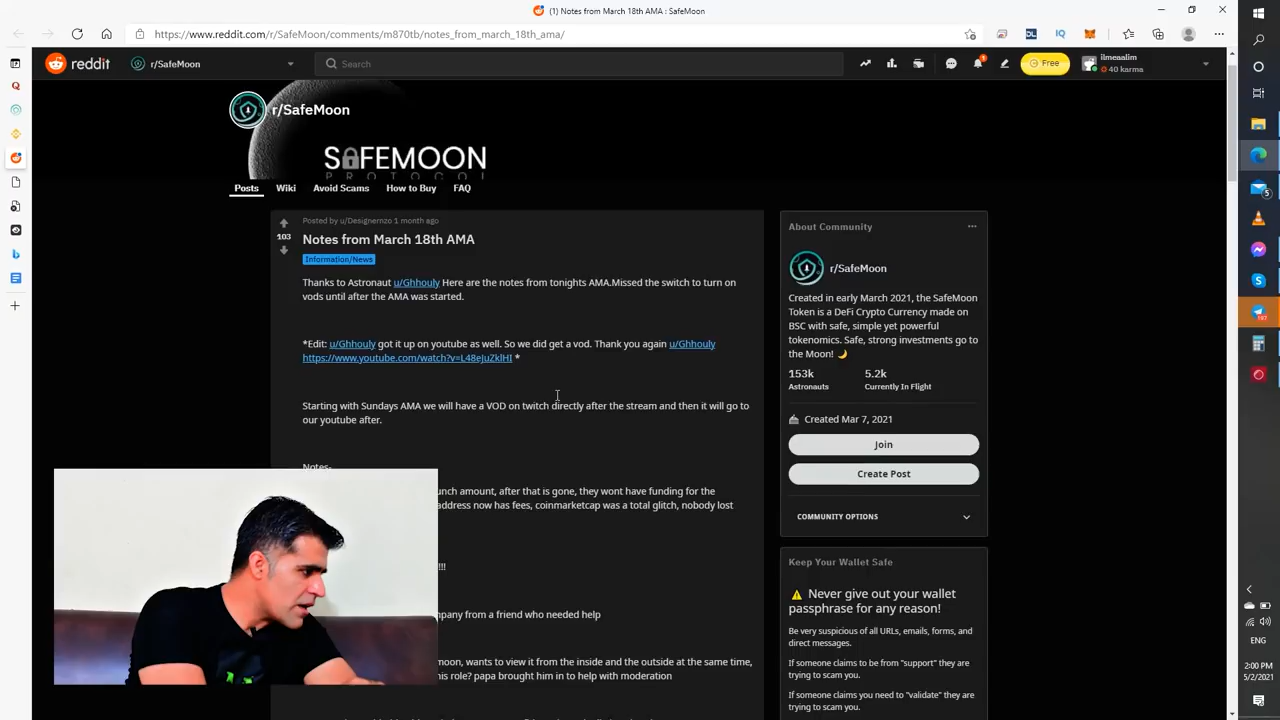 (1) Notes from March 18th AMA : SafeMoon
https://www.reddit.com/r/SafeMoon/comments/m870tb/notes_from_march_18th_ama/
reddit
r/SafeMoon
Search
Free
ilmeaalim
40 karma
r/SafeMoon
SAFEMOON
PROTOCOL
Posts
Wiki
Avoid Scams
How to Buy
FAQ
Posted by u/Designernzo 1 month ago
103
Notes from March 18th AMA
Information/News
Thanks to Astronaut u/Ghhouly Here are the notes from tonights AMA.Missed the switch to turn on
vods until after the AMA was started.
*Edit: u/Ghhouly got it up on youtube as well. So we did get a vod. Thank you again u/Ghhouly
https://www.youtube.com/watch?v=L48eJuZklHI *
Starting with Sundays AMA we will have a VOD on twitch directly after the stream and then it will go to
our youtube after.
Notes-
unch amount, after that is gone, they wont have funding for the
address now has fees, coinmarketcap was a total glitch, nobody lost
!!!
mpany from a friend who needed help
moon, wants to view it from the inside and the outside at the same time,
his role? papa brought him in to help with moderation
About Community
r/SafeMoon
Created in early March 2021, the SafeMoon
Token is a DeFi Crypto Currency made on
BSC with safe, simple yet powerful
tokenomics. Safe, strong investments go to
the Moon! 🌙
153k
Astronauts
5.2k
Currently In Flight
Created Mar 7, 2021
Join
Create Post
COMMUNITY OPTIONS
Keep Your Wallet Safe
⚠ Never give out your wallet
passphrase for any reason!
Be very suspicious of all URLs, emails, forms, and
direct messages.
If someone claims to be from "support" they are
trying to scam you.
If someone claims you need to "validate" they are
trying to scam you.
ENG
2:00 PM
5/2/2021